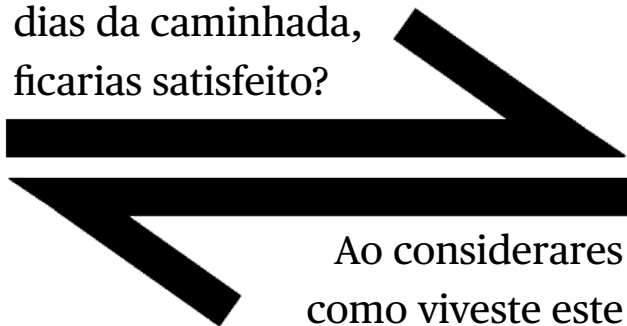 dias da caminhada,
ficarias satisfeito?
Ao considerares
como viveste este